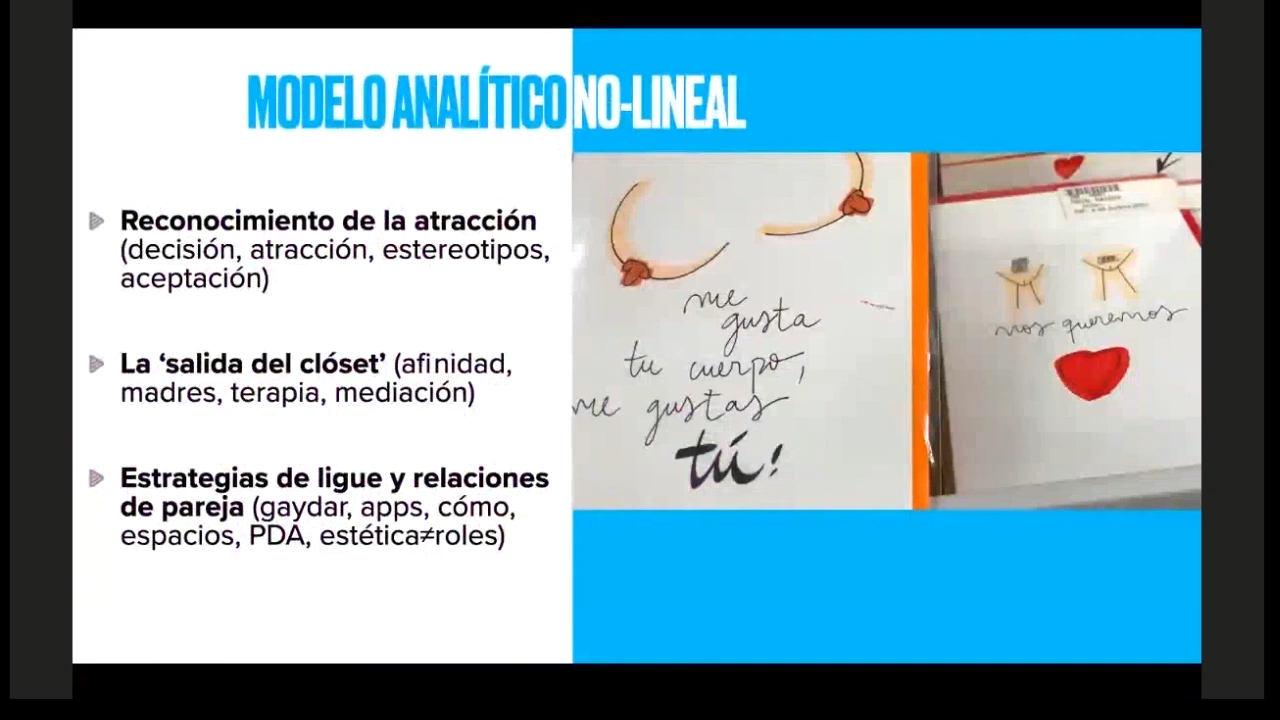 MODELO ANALÍTICO NO-LINEAL
Reconocimiento de la atracción
(decisión, atracción, estereotipos,
aceptación)
La ‘salida del clóset’ (afinidad,
madres, terapia, mediación)
Estrategias de ligue y relaciones
de pareja (gaydar, apps, cómo,
espacios, PDA, estética≠roles)
me
gusta
tu cuerpo,
me gustas
tú!
nos queremos